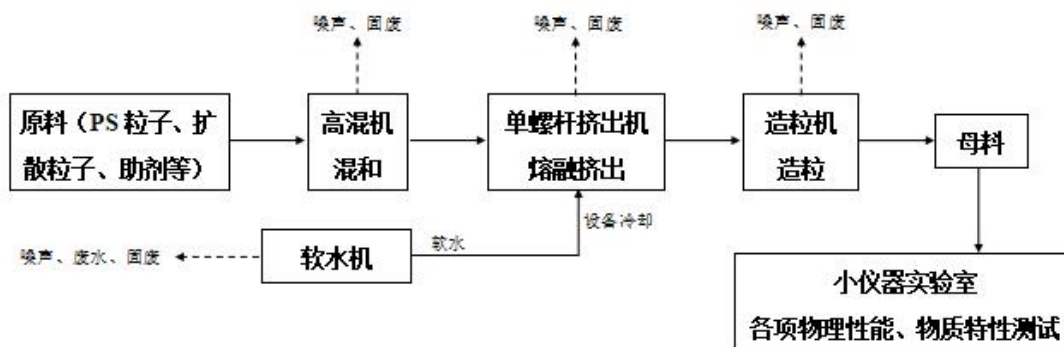 噪声、固废
噪声、固废
噪声、固废
原料（PS粒子、扩
散粒子、助剂等）
高混机
混和
单螺杆挤出机
熔融挤出
造粒机
造粒
母料
设备冷却
噪声、废水、固废
软水机
软水
小仪器实验室
各项物理性能、物质特性测试